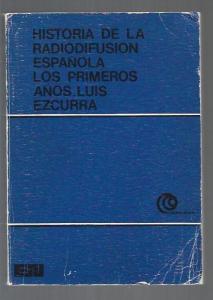 HISTORIA DE LA
RADIODIFUSION
ESPAÑOLA
LOS PRIMEROS
AÑOS.LUIS
EZCURRA